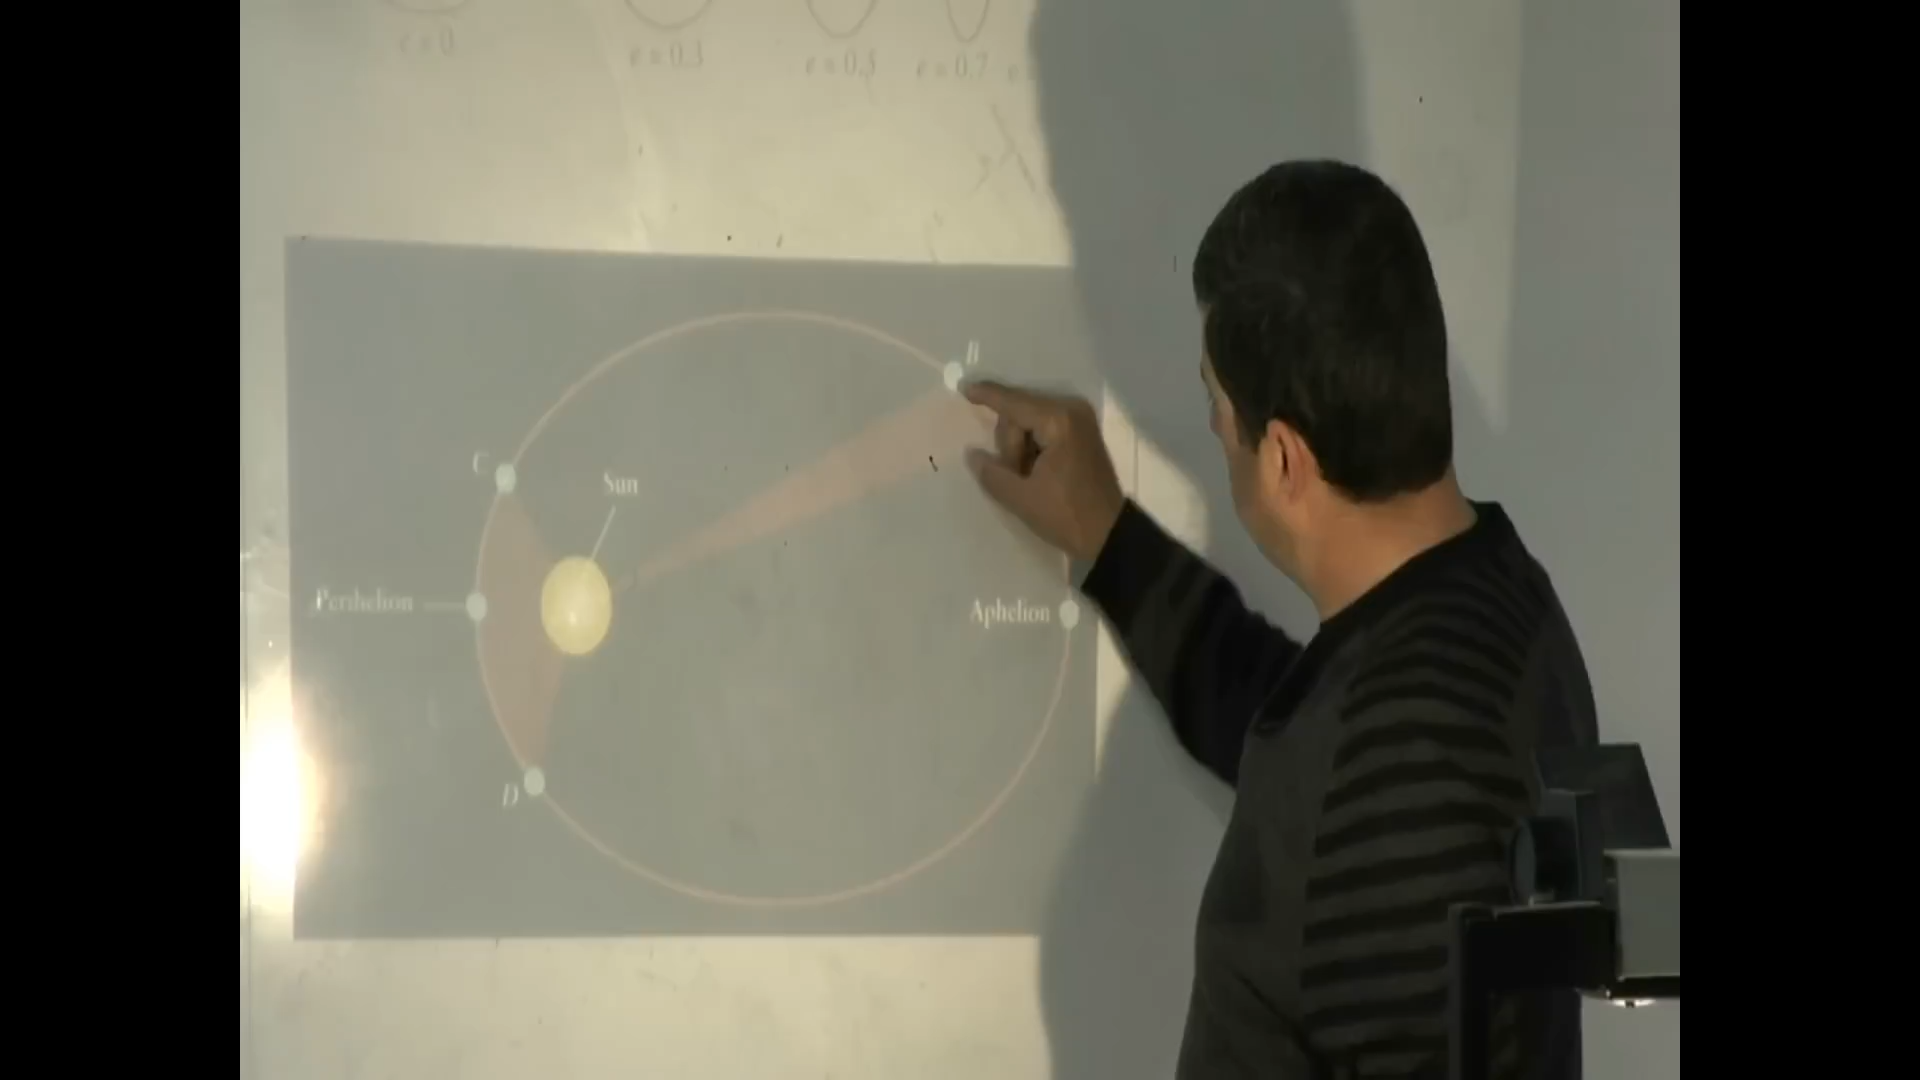 e = 0
e = 0.3
e = 0.5
e = 0.7
e
B
C
Sun
Perihelion
Aphelion
D